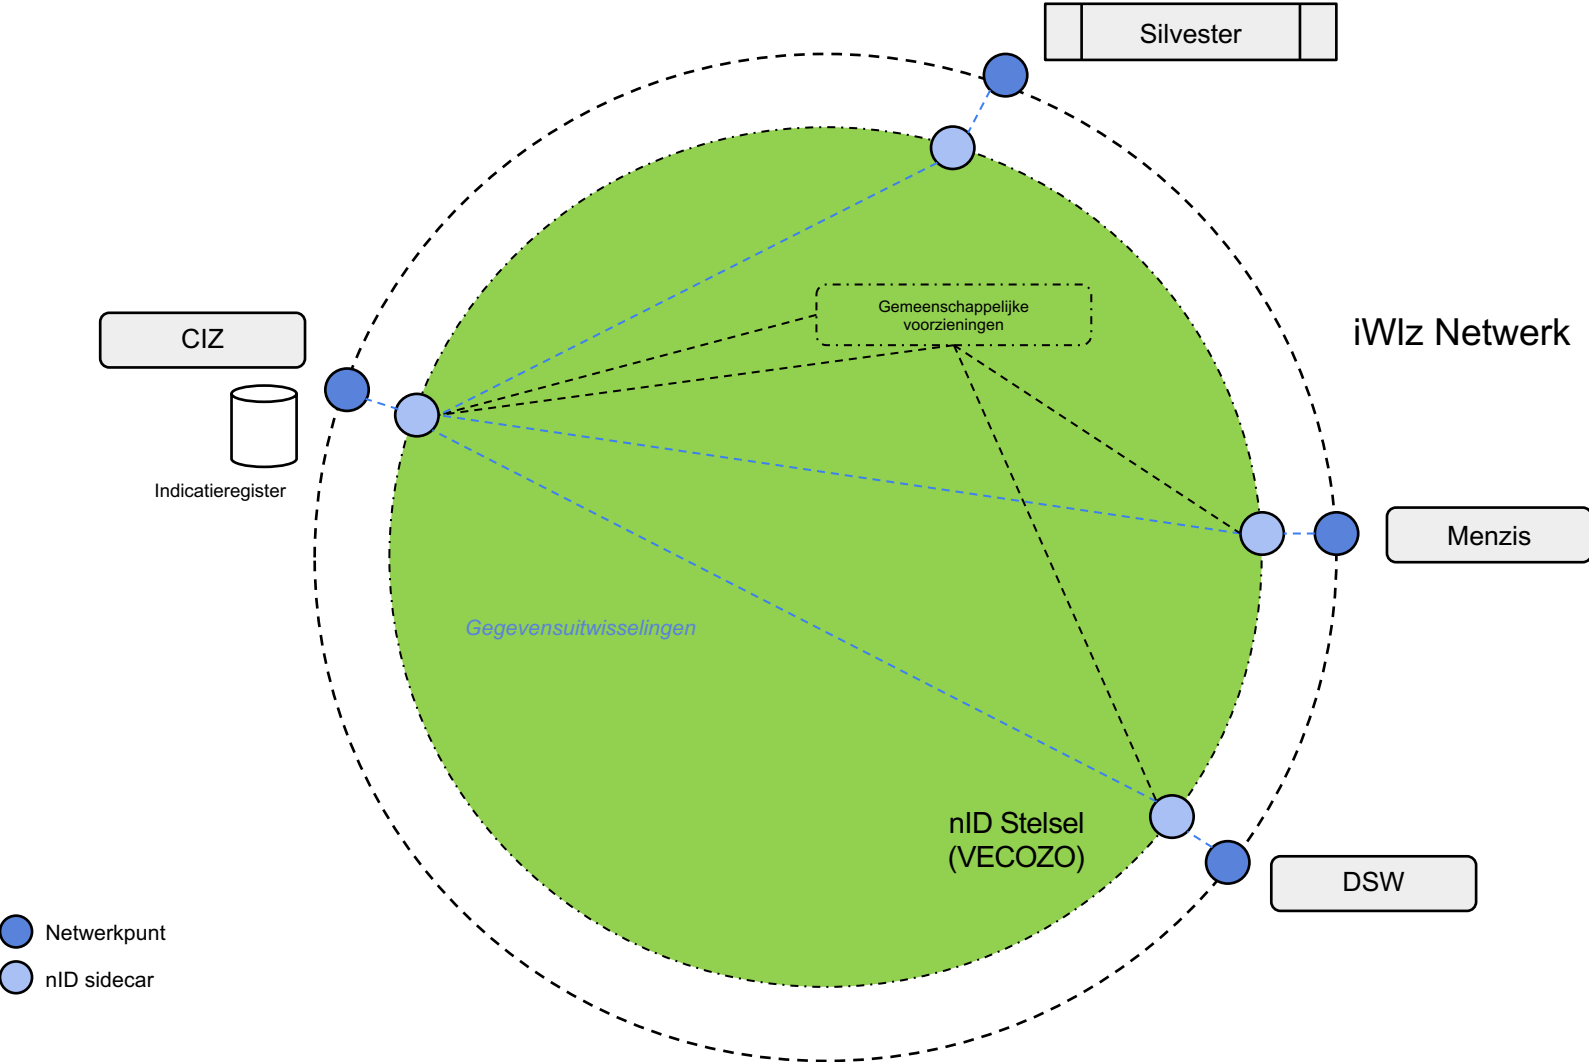 Silvester
Gemeenschappelijke
voorzieningen
iWlz Netwerk
CIZ
Indicatieregister
Menzis
Gegevensuitwisselingen
nID Stelsel
(VECOZO)
DSW
Netwerkpunt
nID sidecar